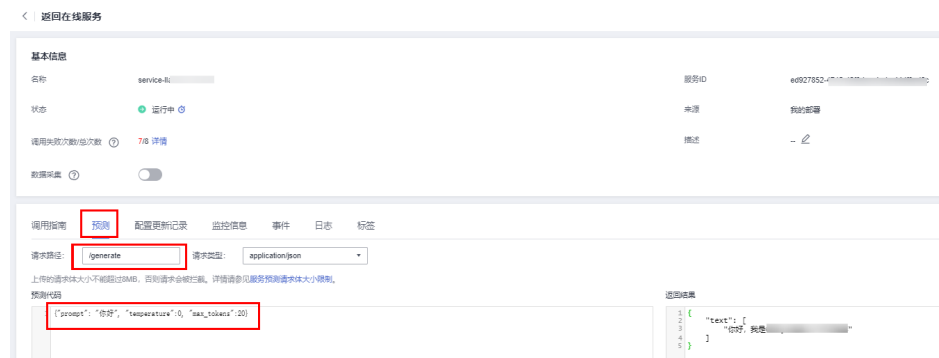 返回在线服务
基本信息
名称 service-ll 服务ID ed927852-
状态 运行中 来源 我的部署
调用失败次数/总次数 ? 7/8 详情 描述 --
数据采集 ?
调用指南 预测 配置更新记录 监控信息 事件 日志 标签
请求路径: /generate 请求类型: application/json
上传的请求体大小不能超过8MB,否则请求会被拦截。详情请参见服务预测请求体大小限制。
预测代码 返回结果
1 {"prompt": "你好", "temperature":0, "max_tokens":20} 1 {
2 "text": [
3 "你好,我是 "
4 ]
5 }